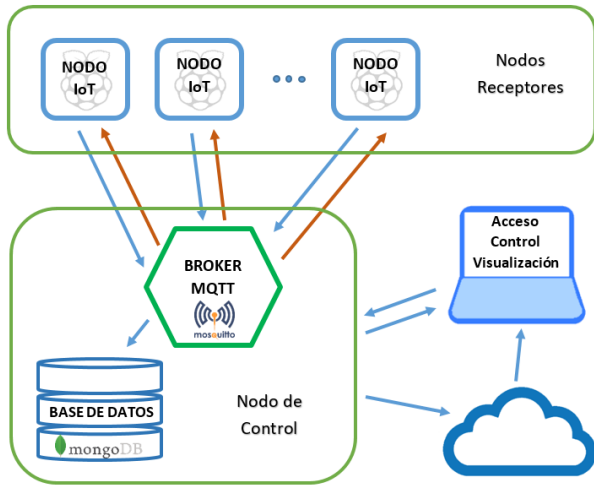 NODO
IoT
NODO
IoT
NODO
IoT
Nodos
Receptores
BROKER
MQTT
mosquitto
Acceso
Control
Visualización
BASE DE DATOS
mongoDB
Nodo de
Control